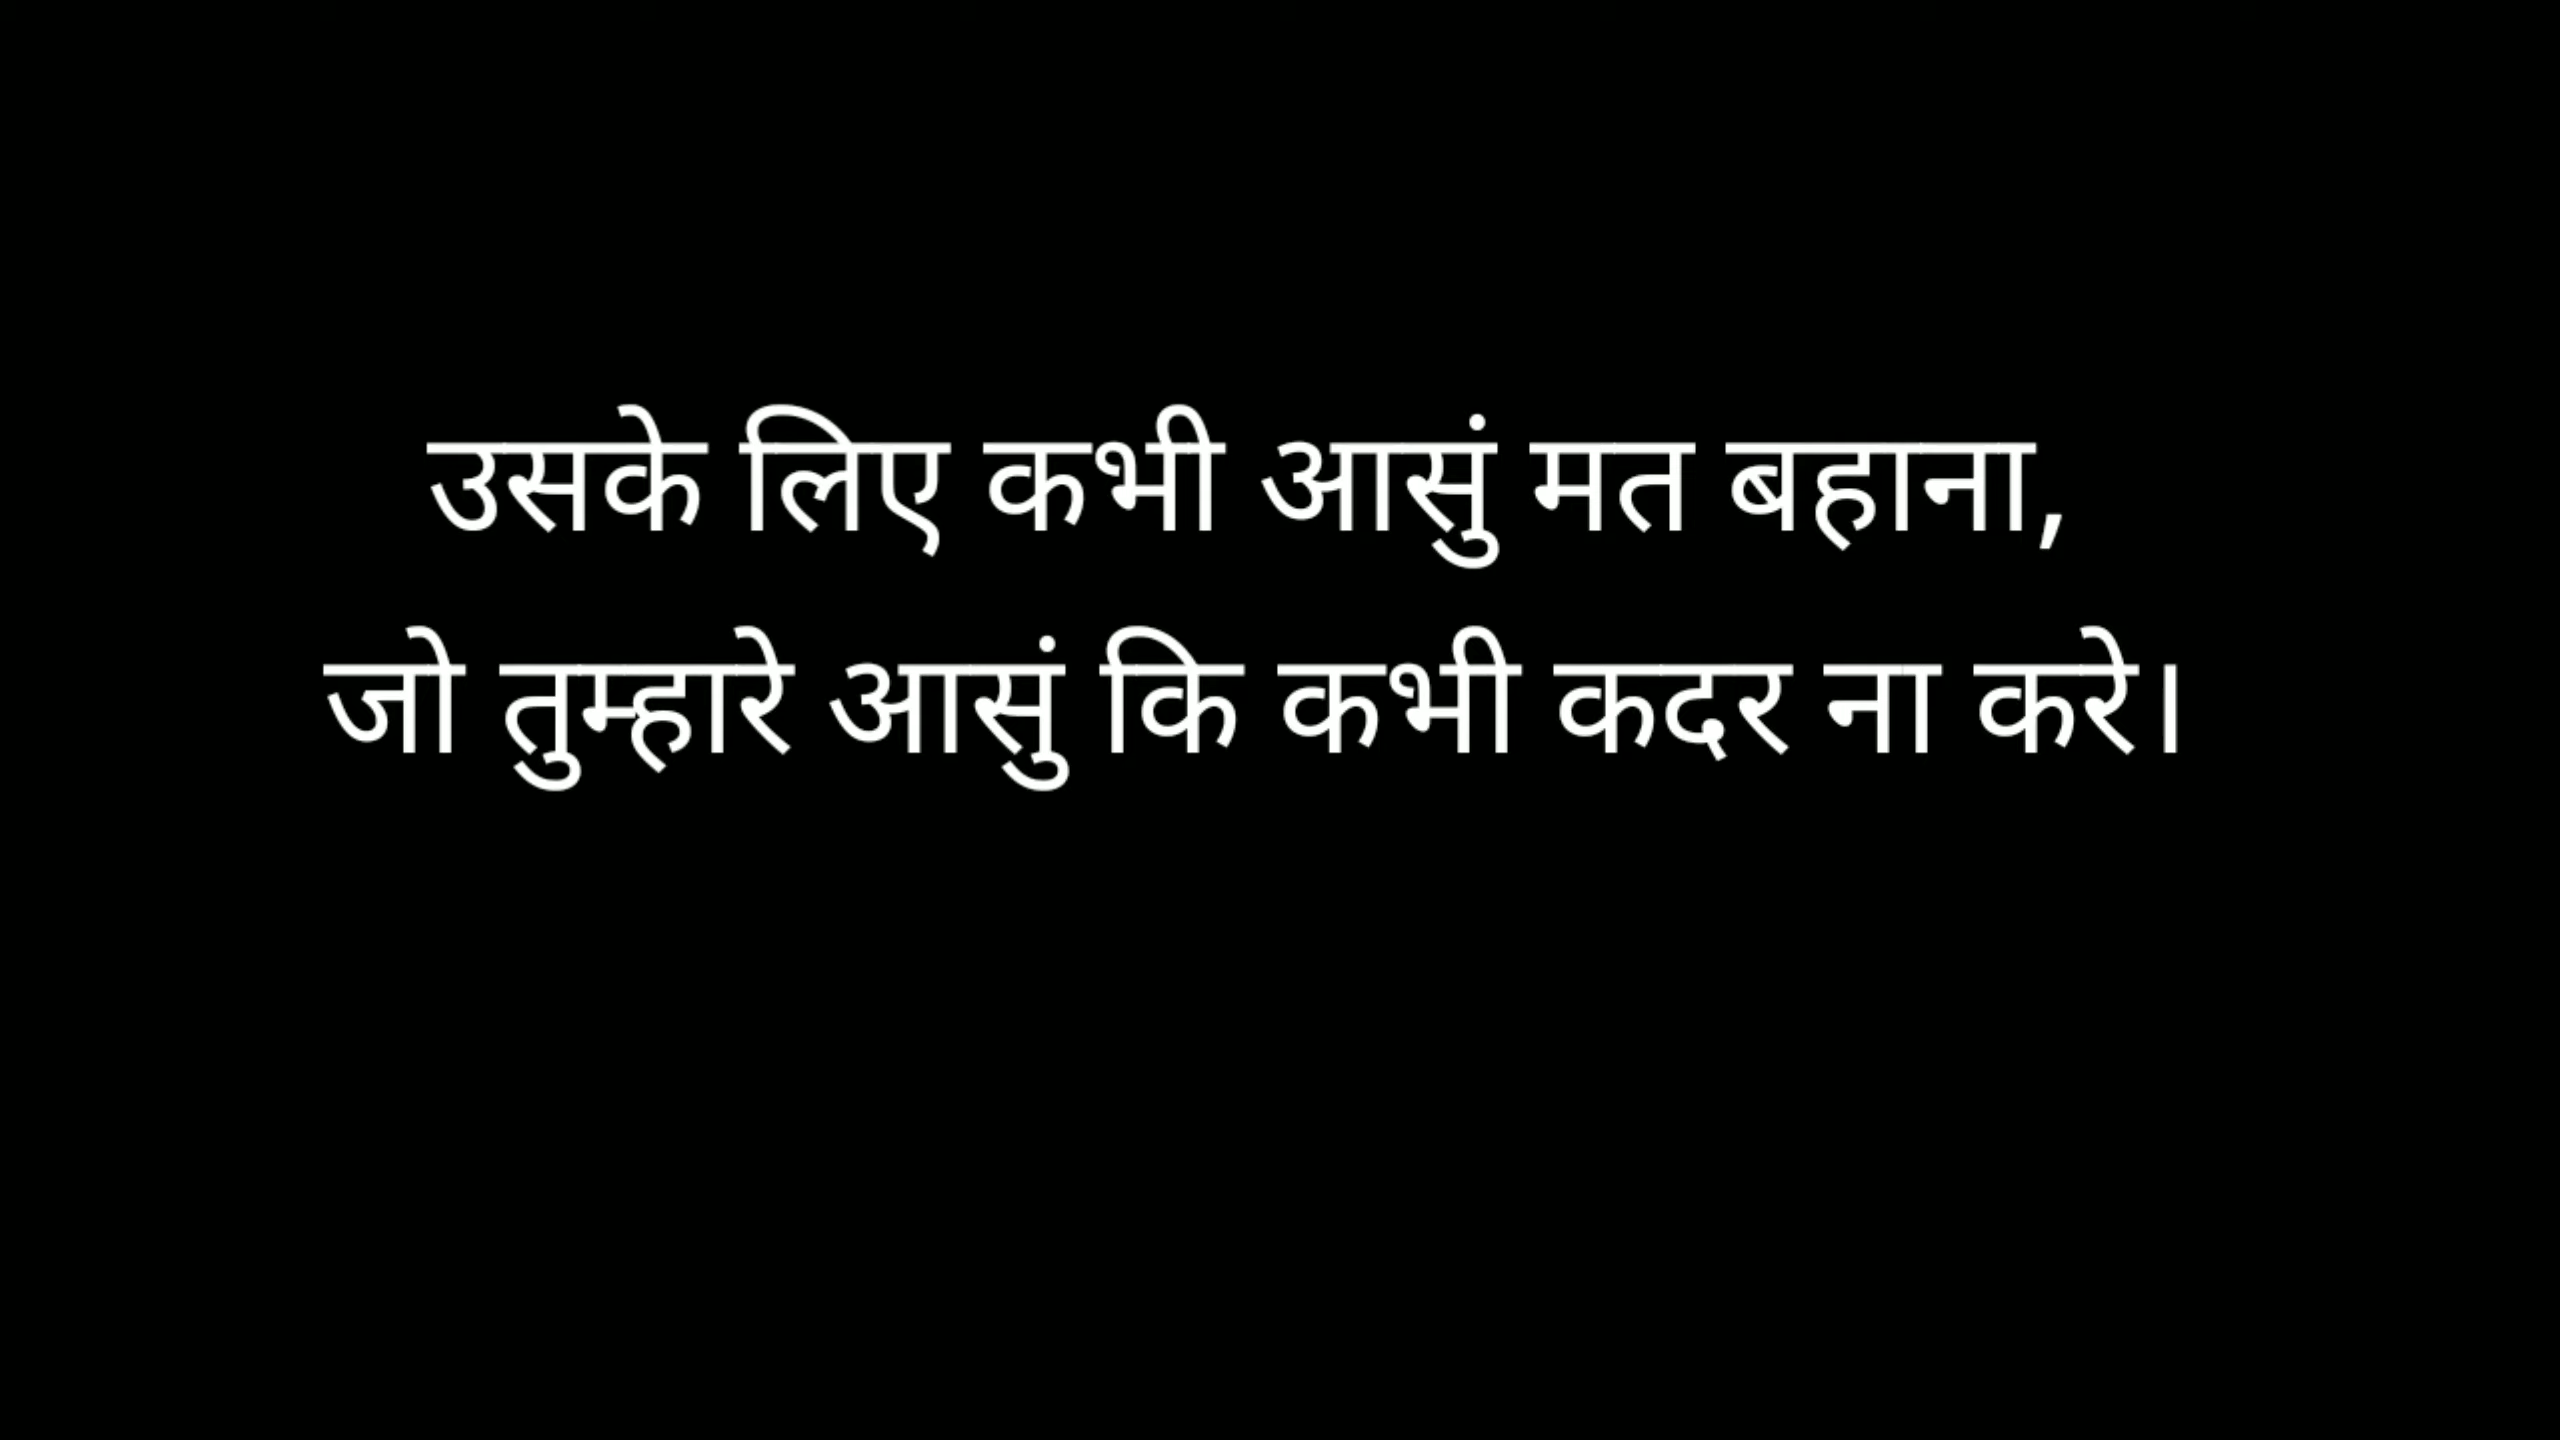 उसके लिए कभी आसुं मत बहाना,
जो तुम्हारे आसुं कि कभी कदर ना करे।